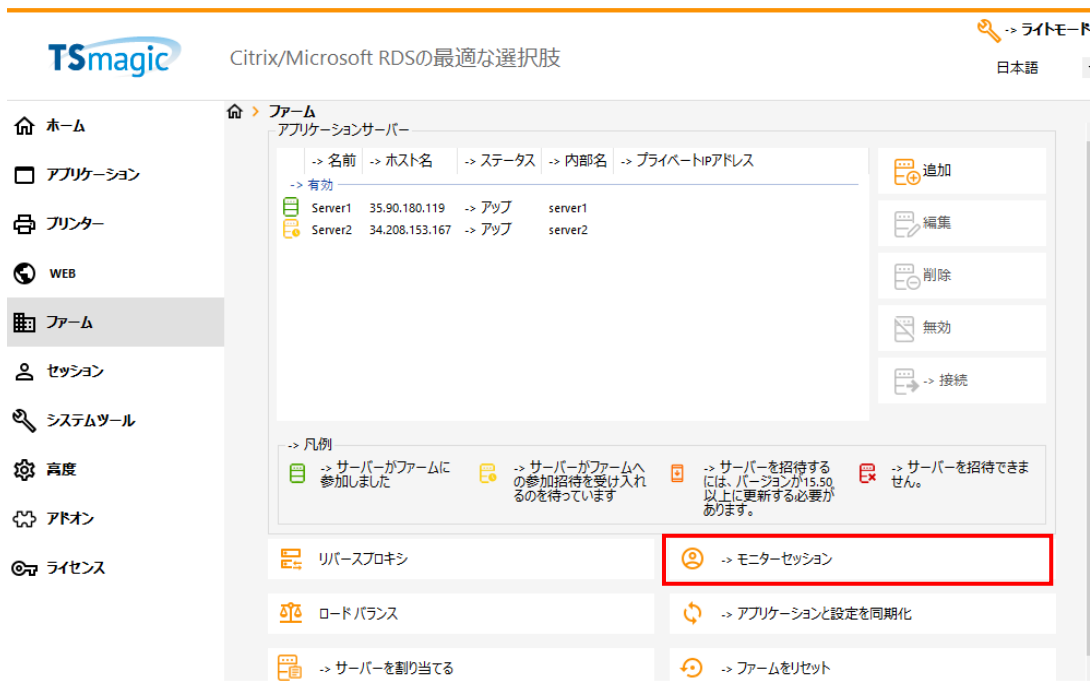 -> ライトモード
TSmagic
Citrix/Microsoft RDSの最適な選択肢
日本語
ホーム
アプリケーション
プリンター
WEB
ファーム
セッション
システムツール
高度
アドオン
ライセンス
> ファーム
アプリケーションサーバー
-> 名前 -> ホスト名 -> ステータス -> 内部名 -> プライベートIPアドレス
-> 有効
Server1 35.90.180.119 -> アップ server1
Server2 34.208.153.167 -> アップ server2
追加
編集
削除
無効
-> 接続
-> 凡例
-> サーバーがファームに
参加しました
-> サーバーがファームへ
の参加招待を受け入れ
るのを待っています
-> サーバーを招待する
には、バージョンが15.50
以上に更新する必要が
あります。
-> サーバーを招待できま
せん。
リバースプロキシ
-> モニターセッション
ロードバランス
-> アプリケーションと設定を同期化
-> サーバーを割り当てる
-> ファームをリセット